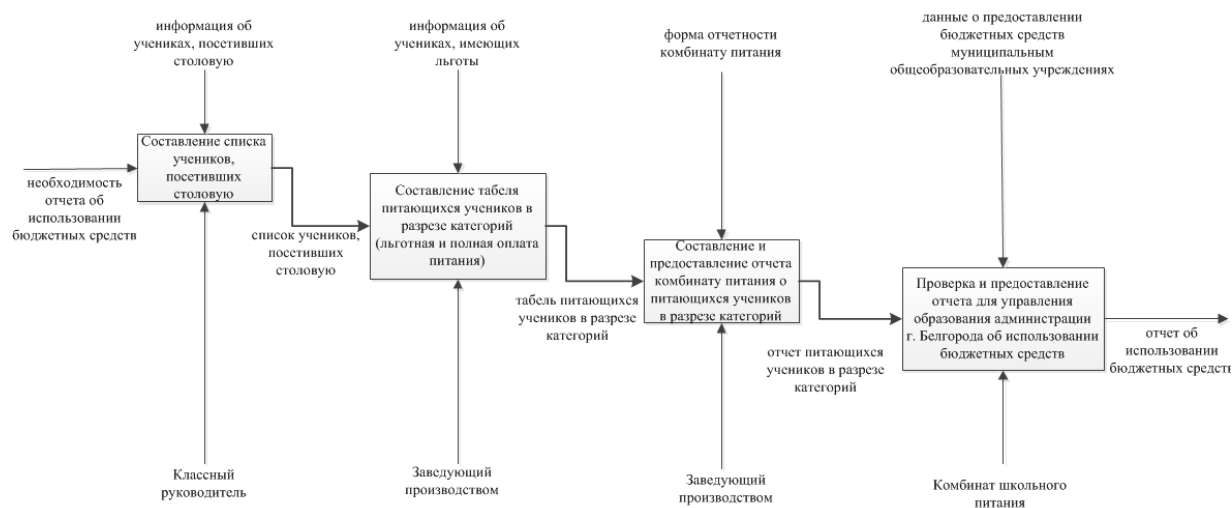 информация об
учениках, посетивших
столовую
информация об
учениках, имеющих
льготы
форма отчетности
комбинату питания
данные о предоставлении
бюджетных средств
муниципальным
общеобразовательных учреждениях
Составление списка
учеников,
посетивших
столовую
необходимость
отчета об
использовании
бюджетных средств
список учеников,
посетивших
столовую
Составление табеля
питающихся учеников в
разрезе категорий
(льготная и полная оплата
питания)
табель питающихся
учеников в разрезе
категорий
Составление и
предоставление отчета
комбинату питания о
питающихся учеников
в разрезе категорий
отчет питающихся
учеников в разрезе
категорий
Проверка и предоставление
отчета для управления
образования администрации
г. Белгорода об использовании
бюджетных средств
отчет об
использовании
бюджетных средств
Классный
руководитель
Заведующий
производством
Заведующий
производством
Комбинат школьного
питания